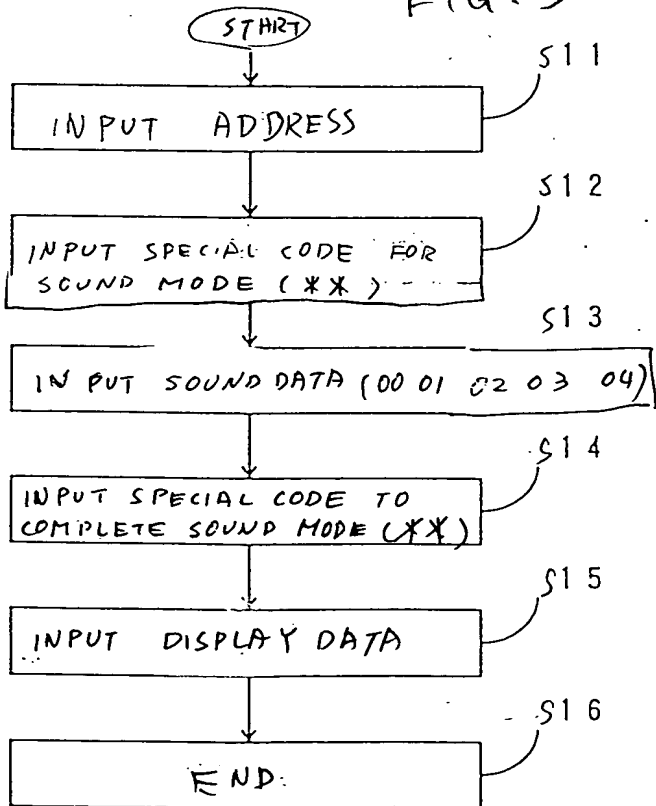 FIG. 5
START
S11
INPUT ADDRESS
S12
INPUT SPECIAL CODE FOR
SOUND MODE (**)
S13
INPUT SOUND DATA (00 01 02 03 04)
S14
INPUT SPECIAL CODE TO
COMPLETE SOUND MODE (**)
S15
INPUT DISPLAY DATA
S16
END